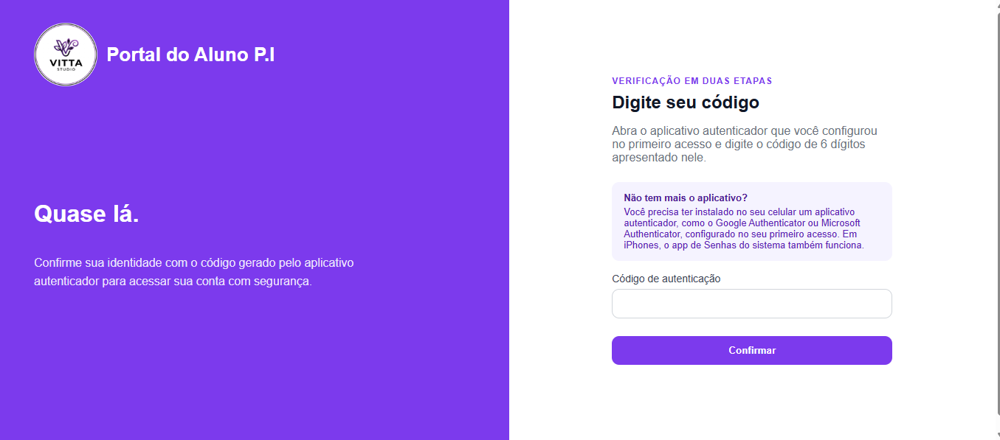 VITTA
STUDIO
Portal do Aluno P.I
Quase lá.
Confirme sua identidade com o código gerado pelo aplicativo
autenticador para acessar sua conta com segurança.
VERIFICAÇÃO EM DUAS ETAPAS
Digite seu código
Abra o aplicativo autenticador que você configurou
no primeiro acesso e digite o código de 6 dígitos
apresentado nele.
Não tem mais o aplicativo?
Você precisa ter instalado no seu celular um aplicativo
autenticador, como o Google Authenticator ou Microsoft
Authenticator, configurado no seu primeiro acesso. Em
iPhones, o app de Senhas do sistema também funciona.
Código de autenticação
Confirmar